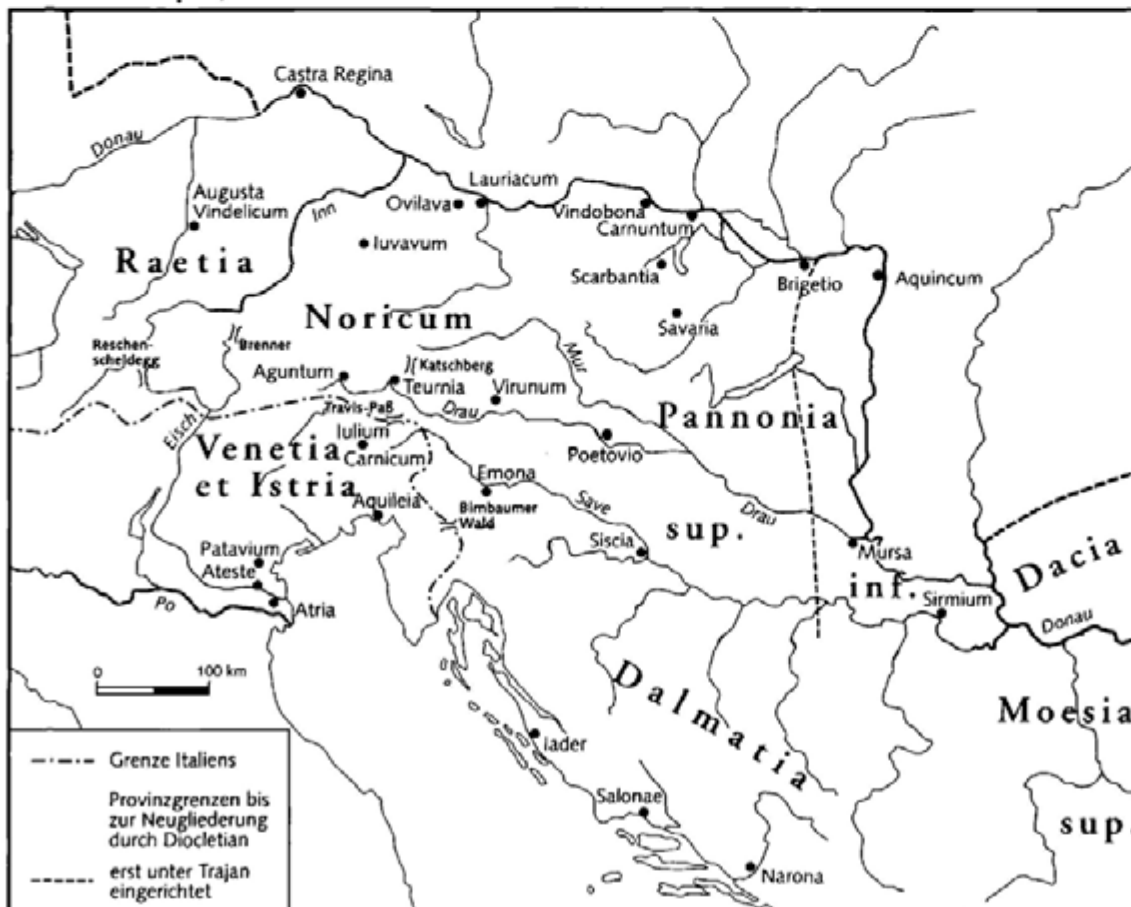 Castra Regina
Donau
Augusta
Vindelicum
Inn
Ovilava
Lauriacum
Vindobona
Carnuntum
Iuvavum
Raetia
Scarbantia
Brigetio
Aquincum
Noricum
Savaria
Reschen-
scheidegg
Brenner
Mur
Katschberg
Aguntum
Teurnia
Virunum
Travis-Paß
Drau
Pannonia
Eisch
Iulium
Carnicum
Venetia
et Istria
Poetovio
Emona
Aquileia
Birnbaumer
Wald
Save
Drau
sup.
Siscia
Mursa
Patavium
Ateste
Atria
Po
inf.
Sirmium
Dacia
Donau
0 100 km
Dalmatia
Moesia
sup.
Iader
Salonae
Narona
Grenze Italiens
Provinzgrenzen bis
zur Neugliederung
durch Diocletian
erst unter Trajan
eingerichtet